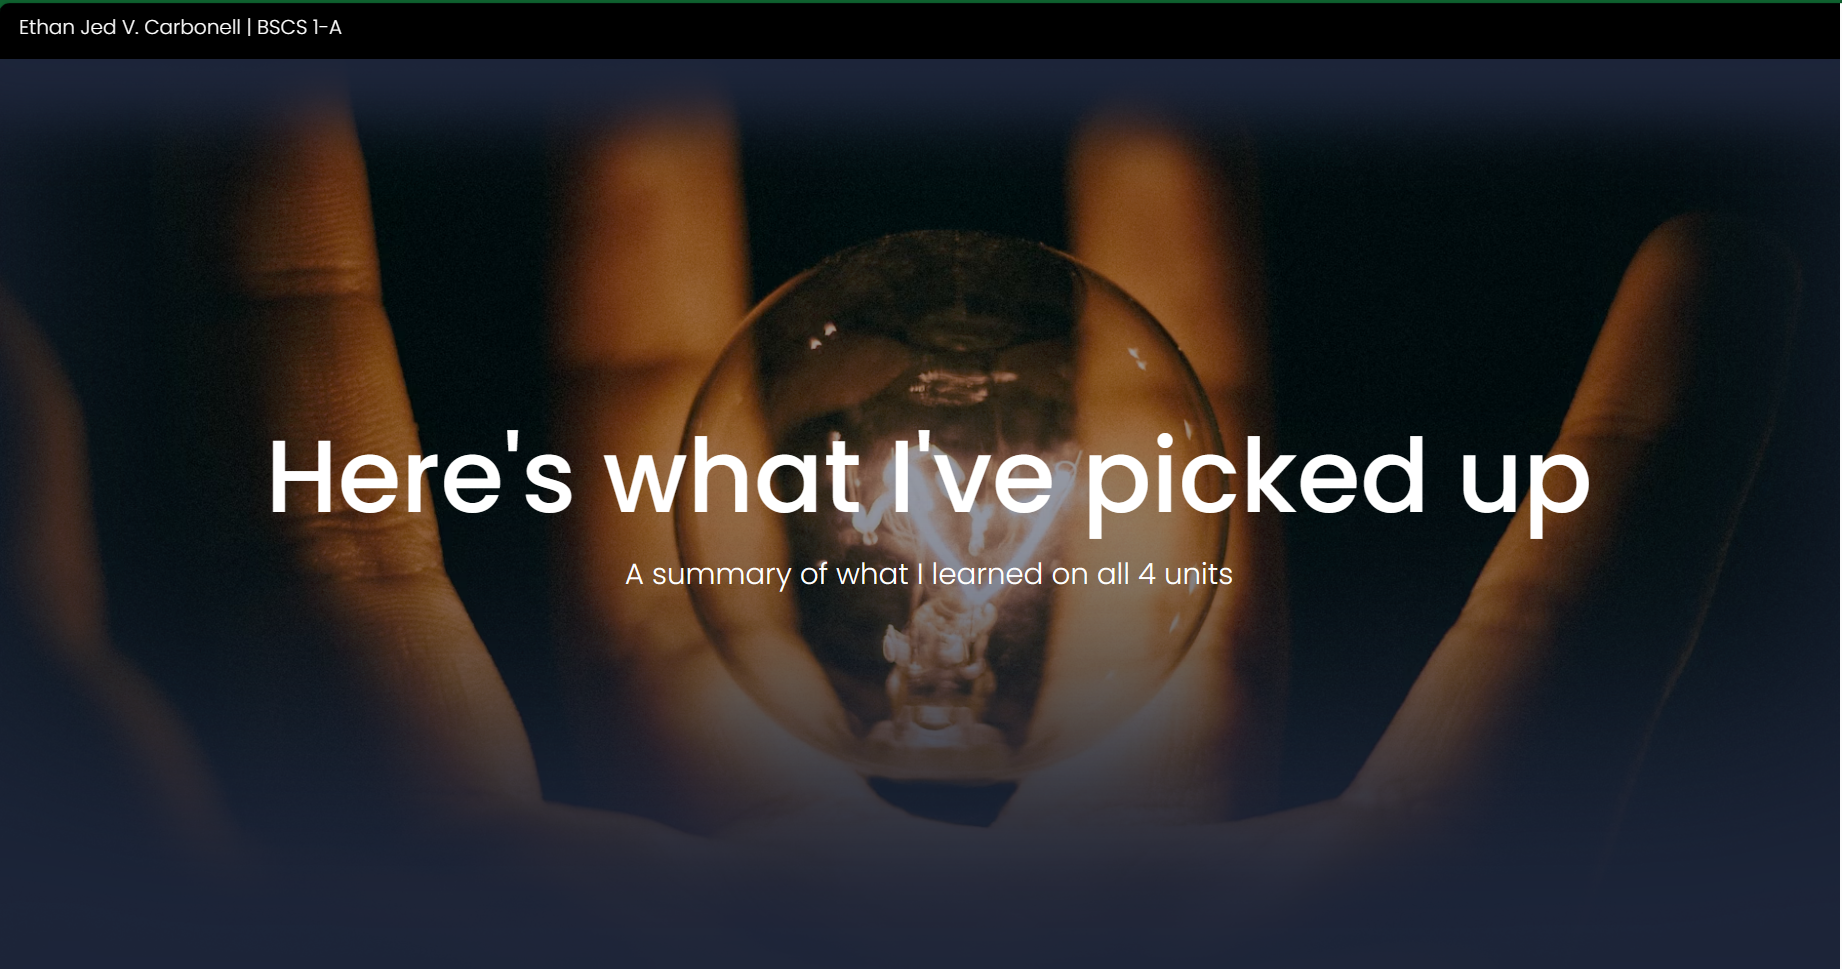 Ethan Jed V. Carbonell | BSCS 1-A
Here's what I've picked up
A summary of what I learned on all 4 units